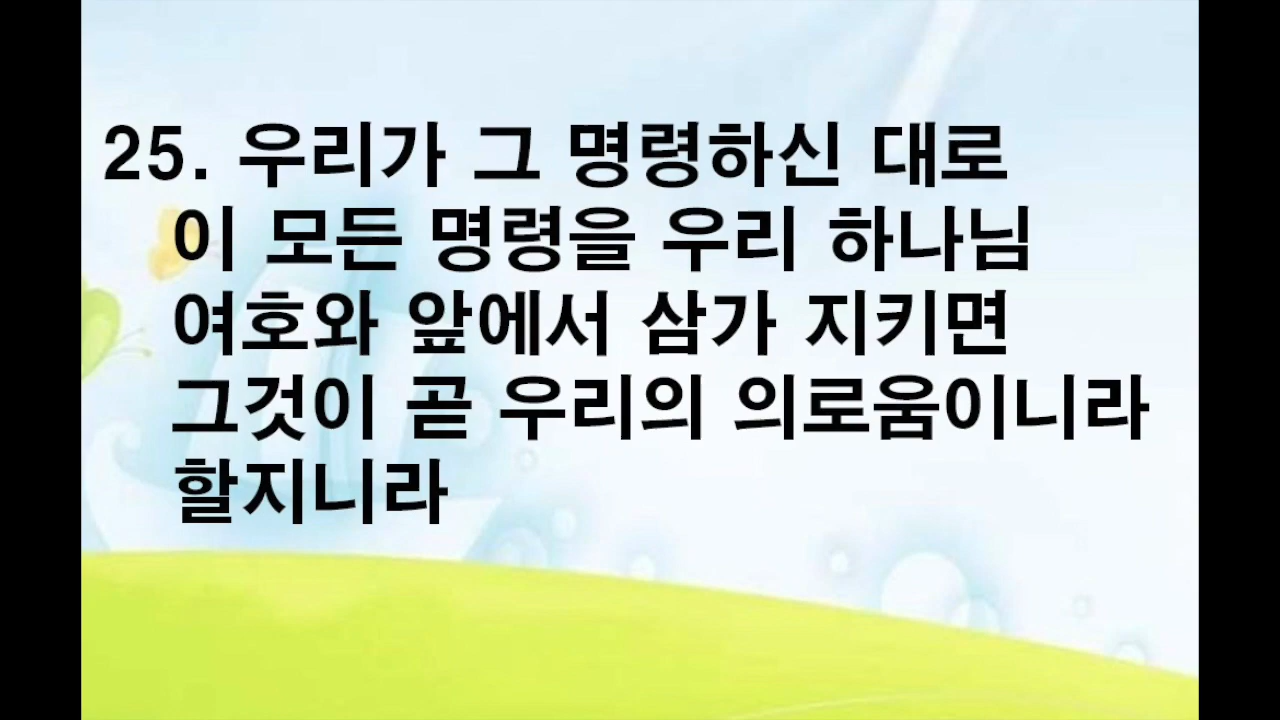 25. 우리가 그 명령하신 대로
이 모든 명령을 우리 하나님
여호와 앞에서 삼가 지키면
그것이 곧 우리의 의로움이니라
할지니라